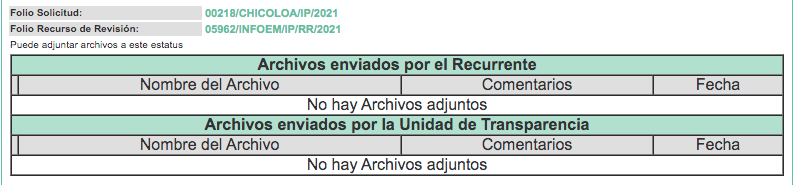 Folio Solicitud: 00218/CHICOLOA/IP/2021
Folio Recurso de Revisión: 05962/INFOEM/IP/RR/2021
Puede adjuntar archivos a este estatus
Archivos enviados por el Recurrente
Nombre del Archivo Comentarios Fecha
No hay Archivos adjuntos
Archivos enviados por la Unidad de Transparencia
Nombre del Archivo Comentarios Fecha
No hay Archivos adjuntos